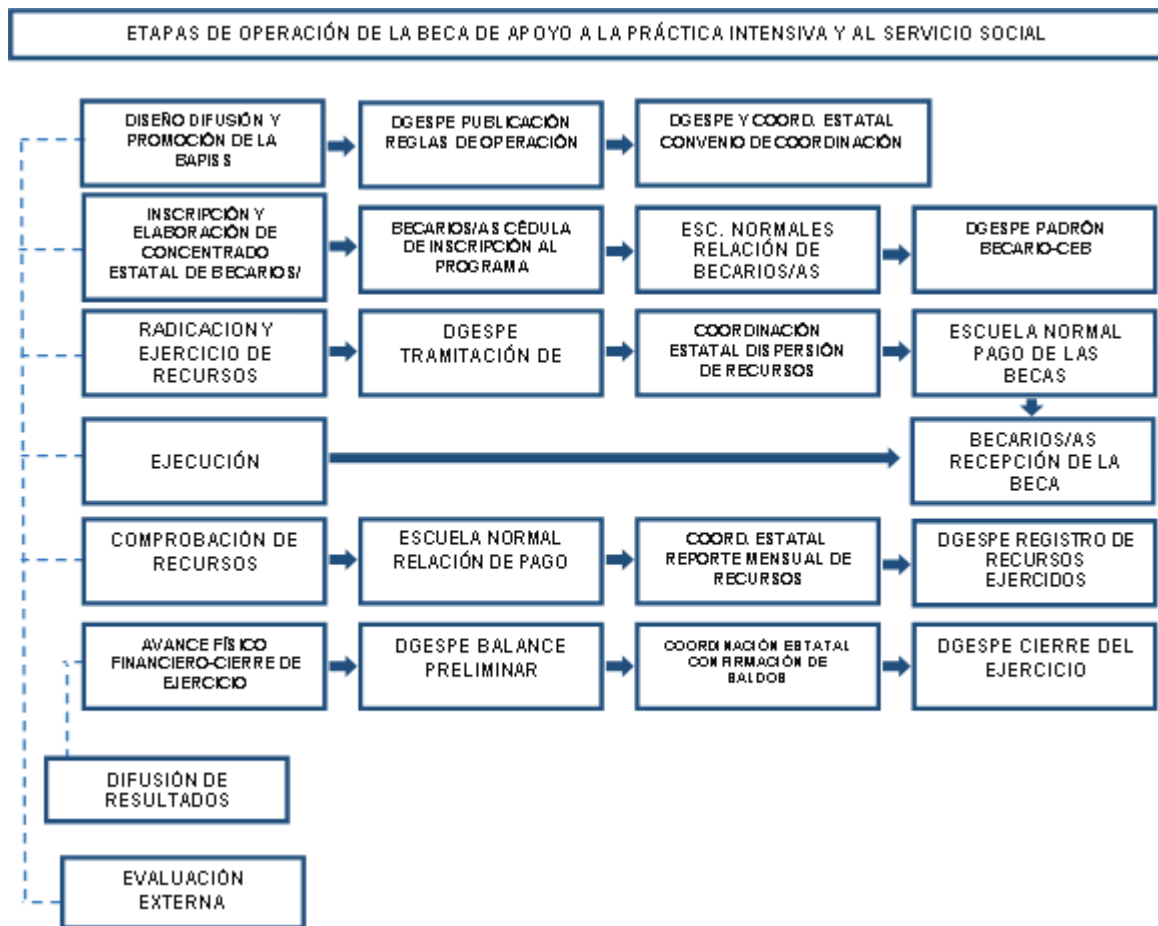 ETAPAS DE OPERACIÓN DE LA BECA DE APOYO A LA PRÁCTICA INTENSIVA Y AL SERVICIO SOCIAL
DISEÑO DIFUSIÓN Y
PROMOCIÓN DE LA
BAPISS
DGESPE PUBLICACIÓN
REGLAS DE OPERACIÓN
DGESPE Y COORD. ESTATAL
CONVENIO DE COORDINACIÓN
INSCRIPCIÓN Y
ELABORACIÓN DE
CONCENTRADO
ESTATAL DE BECARIOS/
BECARIOS/AS CÉDULA
DE INSCRIPCIÓN AL
PROGRAMA
ESC. NORMALES
RELACIÓN DE
BECARIOS/AS
DGESPE PADRÓN
BECARIO-CEB
RADICACION Y
EJERCICIO DE
RECURSOS
DGESPE
TRAMITACIÓN DE
COORDINACIÓN
ESTATAL DISPERSIÓN
DE RECURSOS
ESCUELA NORMAL
PAGO DE LAS
BECAS
EJECUCIÓN
BECARIOS/AS
RECEPCIÓN DE LA
BECA
COMPROBACIÓN DE
RECURSOS
ESCUELA NORMAL
RELACIÓN DE PAGO
COORD. ESTATAL
REPORTE MENSUAL DE
RECURSOS
DGESPE REGISTRO DE
RECURSOS
EJERCIDOS
AVANCE FÍSICO
FINANCIERO-CIERRE DE
EJERCICIO
DGESPE BALANCE
PRELIMINAR
COORDINACIÓN ESTATAL
CONFIRMACIÓN DE
SALDOS
DGESPE CIERRE DEL
EJERCICIO
DIFUSIÓN DE
RESULTADOS
EVALUACIÓN
EXTERNA